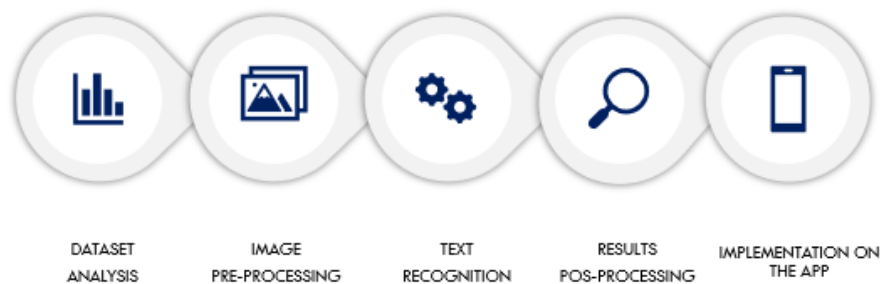 DATASET
ANALYSIS
IMAGE
PRE-PROCESSING
TEXT
RECOGNITION
RESULTS
POS-PROCESSING
IMPLEMENTATION ON
THE APP